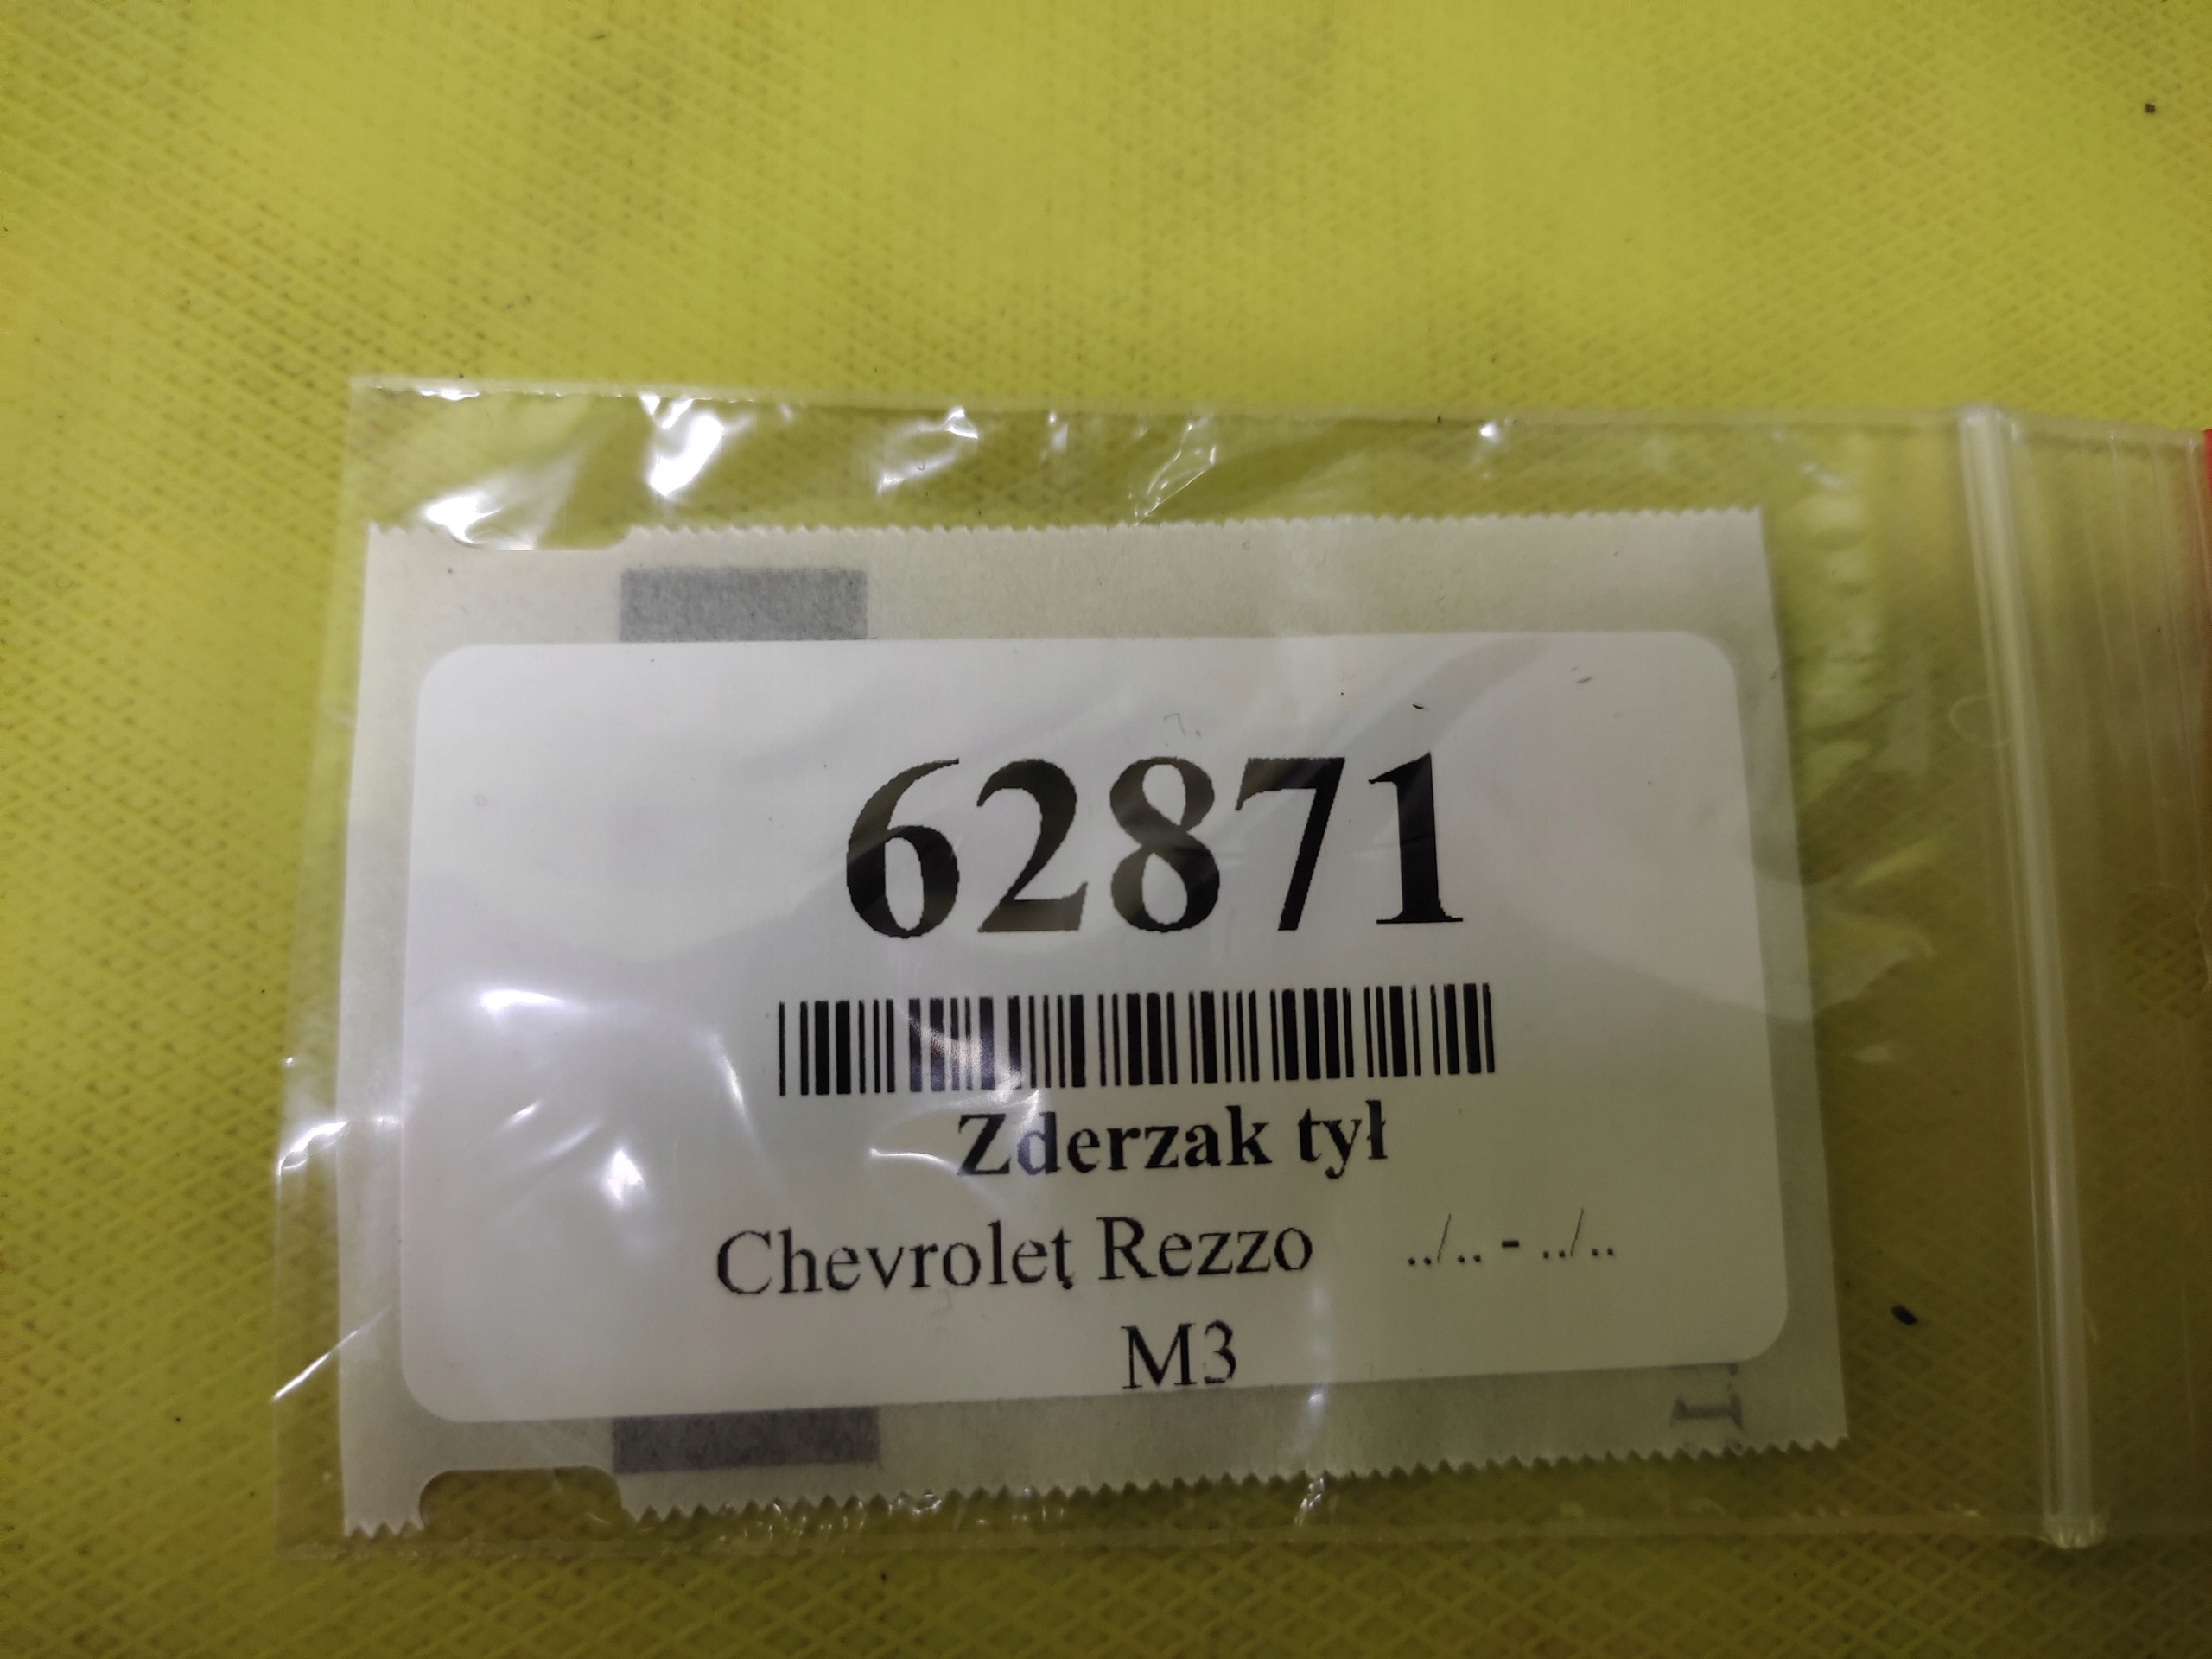 62871
Zderzak tył
Chevrolet Rezzo ../.. - ../..
M3